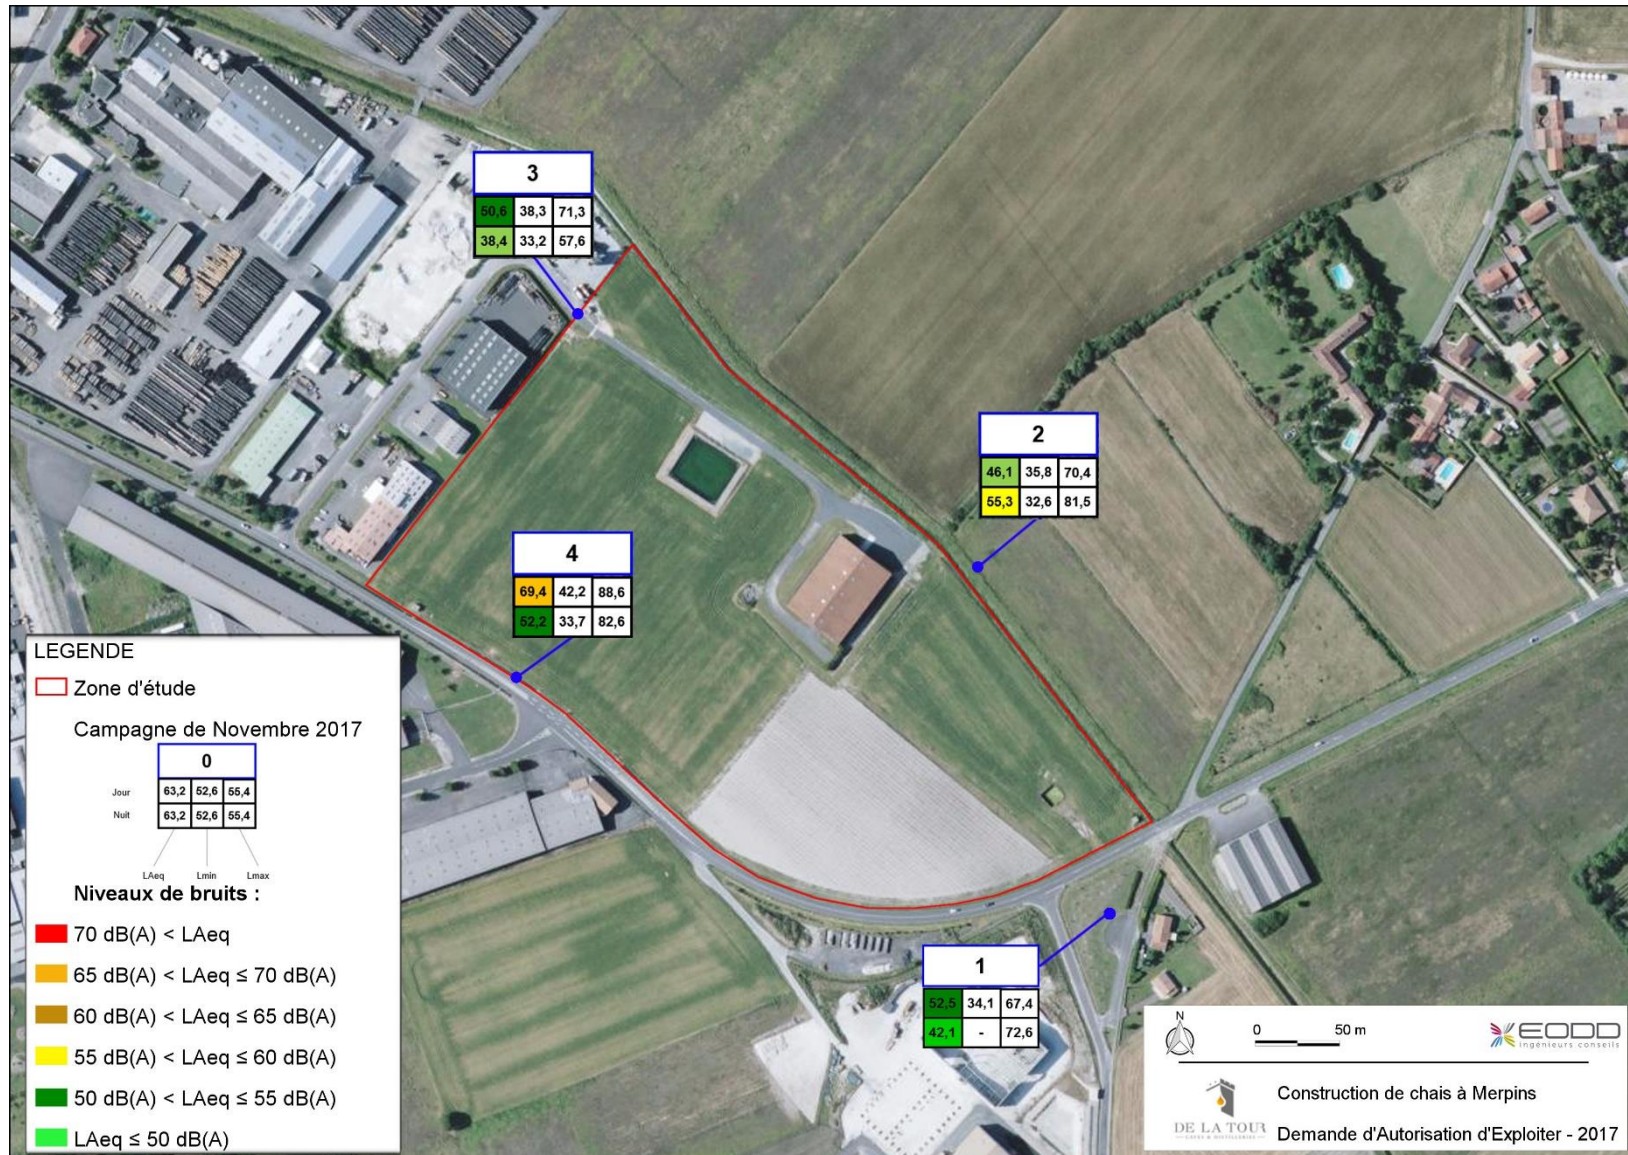 3
50,6 38,3 71,3
38,4 33,2 57,6
2
46,1 35,8 70,4
55,3 32,6 81,5
4
69,4 42,2 88,6
52,2 33,7 82,6
1
52,5 34,1 67,4
42,1 - 72,6
LEGENDE
Zone d'étude
Campagne de Novembre 2017
0
Jour 63,2 52,6 55,4
Nuit 63,2 52,6 55,4
LAeq Lmin Lmax
Niveaux de bruits :
70 dB(A) < LAeq
65 dB(A) < LAeq ≤ 70 dB(A)
60 dB(A) < LAeq ≤ 65 dB(A)
55 dB(A) < LAeq ≤ 60 dB(A)
50 dB(A) < LAeq ≤ 55 dB(A)
LAeq ≤ 50 dB(A)
N
0 50 m
EODD
ingénieurs conseils
DE LA TOUR
CAVES & DISTILLERIES
Construction de chais à Merpins
Demande d'Autorisation d'Exploiter - 2017